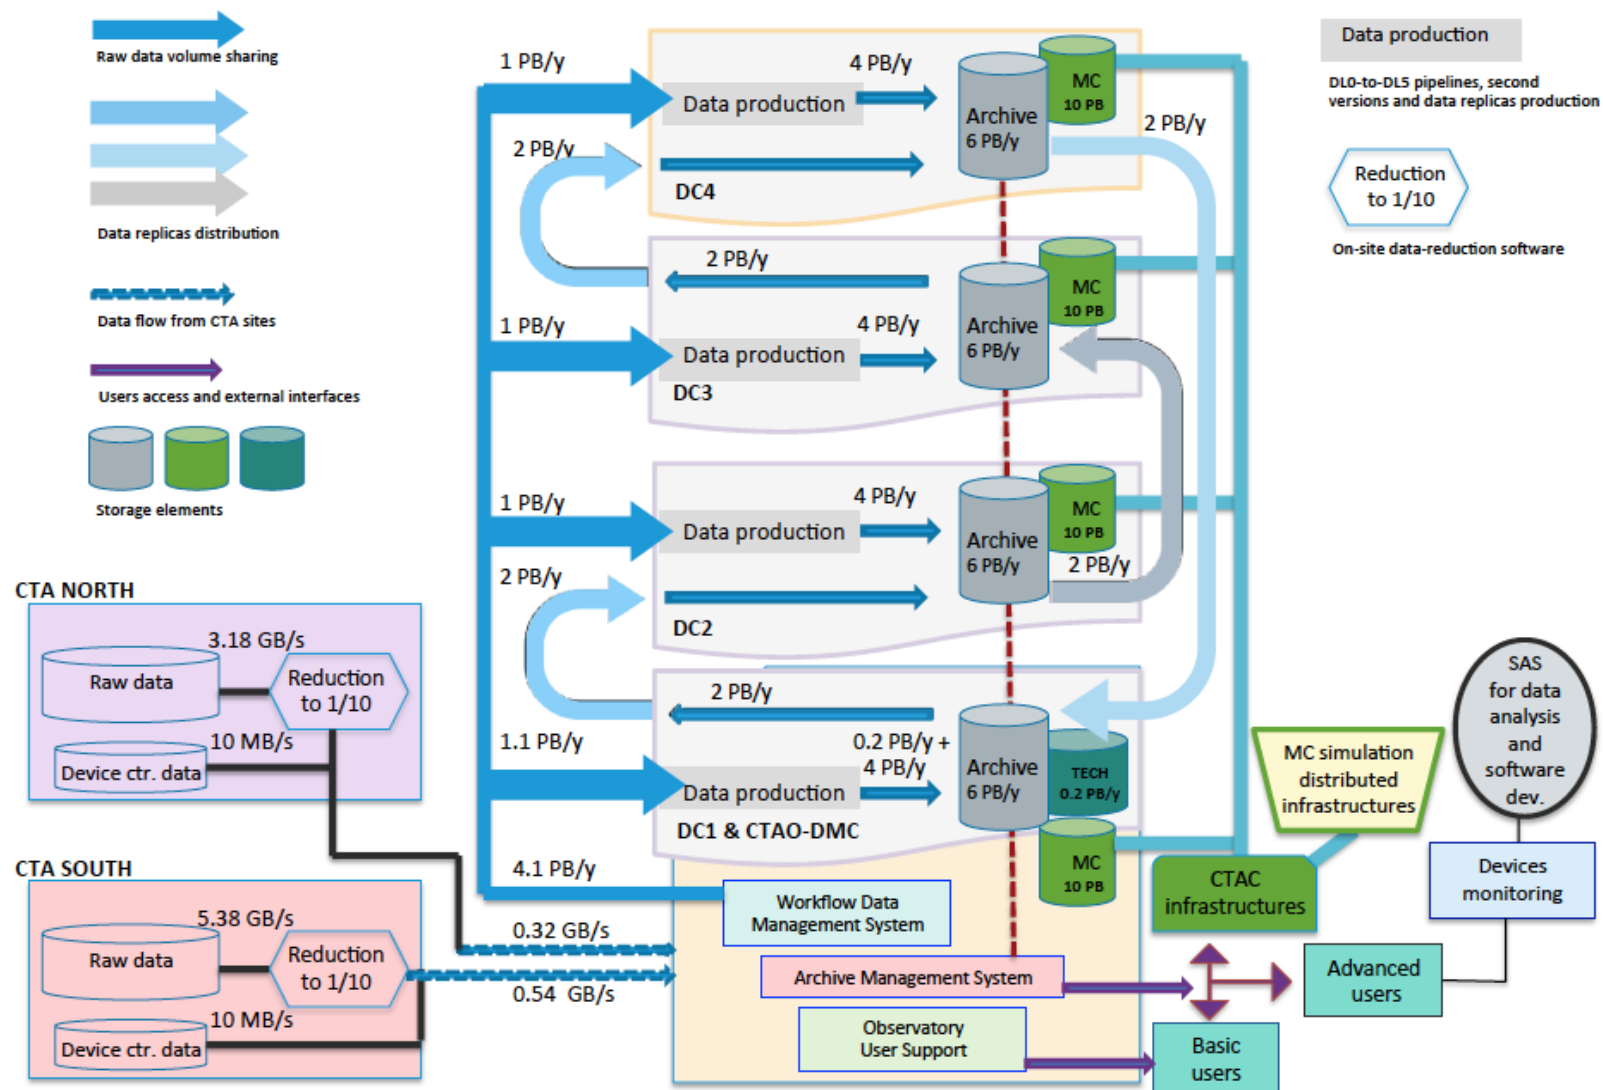 Raw data volume sharing
Data replicas distribution
Data flow from CTA sites
Users access and external interfaces
Storage elements
Data production
DL0-to-DL5 pipelines, second
versions and data replicas production
Reduction
to 1/10
On-site data-reduction software
1 PB/y
4 PB/y
Data production
Archive
6 PB/y
MC
10 PB
2 PB/y
2 PB/y
DC4
2 PB/y
1 PB/y
4 PB/y
Data production
Archive
6 PB/y
MC
10 PB
DC3
1 PB/y
4 PB/y
Data production
Archive
6 PB/y
MC
10 PB
2 PB/y
2 PB/y
DC2
2 PB/y
1.1 PB/y
0.2 PB/y +
4 PB/y
Data production
Archive
6 PB/y
TECH
0.2 PB/y
DC1 & CTAO-DMC
MC
10 PB
4.1 PB/y
Workflow Data
Management System
0.32 GB/s
Archive Management System
0.54 GB/s
Observatory
User Support
CTA NORTH
3.18 GB/s
Raw data
Reduction
to 1/10
10 MB/s
Device ctr. data
CTA SOUTH
5.38 GB/s
Raw data
Reduction
to 1/10
10 MB/s
Device ctr. data
SAS
for data
analysis
and
software
dev.
MC simulation
distributed
infrastructures
CTAC
infrastructures
Devices
monitoring
Advanced
users
Basic
users